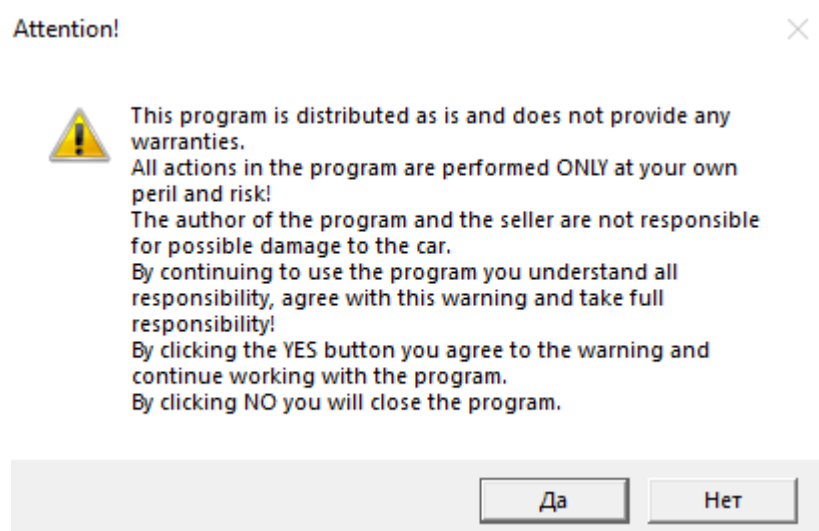 Attention!
This program is distributed as is and does not provide any
warranties.
All actions in the program are performed ONLY at your own
peril and risk!
The author of the program and the seller are not responsible
for possible damage to the car.
By continuing to use the program you understand all
responsibility, agree with this warning and take full
responsibility!
By clicking the YES button you agree to the warning and
continue working with the program.
By clicking NO you will close the program.
Да
Нет